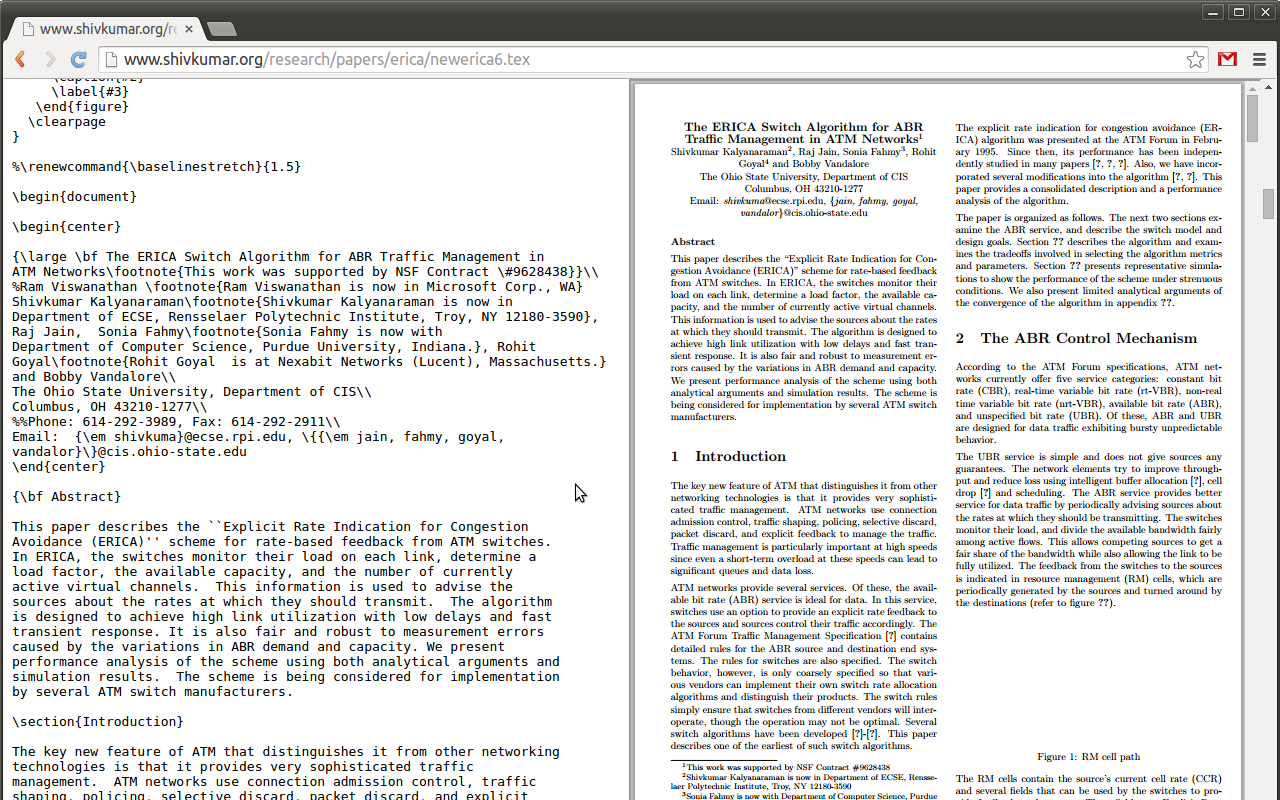 www.shivkumar.org/re
www.shivkumar.org/research/papers/erica/newerica6.tex
\caption{#2}
\label{#3}
\end{figure}
\clearpage
}
%\renewcommand{\baselinestretch}{1.5}
\begin{document}
\begin{center}
{\large \bf The ERICA Switch Algorithm for ABR Traffic Management in
ATM Networks\footnote{This work was supported by NSF Contract \#9628438}}\\
%Ram Viswanathan \footnote{Ram Viswanathan is now in Microsoft Corp., WA}
Shivkumar Kalyanaraman\footnote{Shivkumar Kalyanaraman is now in
Department of ECSE, Rensselaer Polytechnic Institute, Troy, NY 12180-3590},
Raj Jain,  Sonia Fahmy\footnote{Sonia Fahmy is now with
Department of Computer Science, Purdue University, Indiana.}, Rohit
Goyal\footnote{Rohit Goyal  is at Nexabit Networks (Lucent), Massachusetts.}
and Bobby Vandalore\\
The Ohio State University, Department of CIS\\
Columbus, OH 43210-1277\\
%%Phone: 614-292-3989, Fax: 614-292-2911\\
Email:  {\em shivkuma}@ecse.rpi.edu, \{{\em jain, fahmy, goyal,
vandalor}\}@cis.ohio-state.edu
\end{center}
{\bf Abstract}
This paper describes the ``Explicit Rate Indication for Congestion
Avoidance (ERICA)'' scheme for rate-based feedback from ATM switches.
In ERICA, the switches monitor their load on each link, determine a
load factor, the available capacity, and the number of currently
active virtual channels.  This information is used to advise the
sources about the rates at which they should transmit.  The algorithm
is designed to achieve high link utilization with low delays and fast
transient response. It is also fair and robust to measurement errors
caused by the variations in ABR demand and capacity. We present
performance analysis of the scheme using both analytical arguments and
simulation results.  The scheme is being considered for implementation
by several ATM switch manufacturers.
\section{Introduction}
The key new feature of ATM that distinguishes it from other networking
technologies is that it provides very sophisticated traffic
management.  ATM networks use connection admission control, traffic
shaping, policing, selective discard, packet discard, and explicit
The ERICA Switch Algorithm for ABR
Traffic Management in ATM Networks1
Shivkumar Kalyanaraman2, Raj Jain, Sonia Fahmy3, Rohit
Goyal4 and Bobby Vandalore
The Ohio State University, Department of CIS
Columbus, OH 43210-1277
Email: shivkuma@ecse.rpi.edu, {jain, fahmy, goyal,
vandalor}@cis.ohio-state.edu
Abstract
This paper describes the “Explicit Rate Indication for Con-
gestion Avoidance (ERICA)” scheme for rate-based feedback
from ATM switches. In ERICA, the switches monitor their
load on each link, determine a load factor, the available ca-
pacity, and the number of currently active virtual channels.
This information is used to advise the sources about the rates
at which they should transmit. The algorithm is designed to
achieve high link utilization with low delays and fast tran-
sient response. It is also fair and robust to measurement er-
rors caused by the variations in ABR demand and capacity.
We present performance analysis of the scheme using both
analytical arguments and simulation results. The scheme is
being considered for implementation by several ATM switch
manufacturers.
1 Introduction
The key new feature of ATM that distinguishes it from other
networking technologies is that it provides very sophisti-
cated traffic management. ATM networks use connection
admission control, traffic shaping, policing, selective discard,
packet discard, and explicit feedback to manage the traffic.
Traffic management is particularly important at high speeds
since even a short-term overload at these speeds can lead to
significant queues and data loss.
ATM networks provide several services. Of these, the avail-
able bit rate (ABR) service is ideal for data. In this service,
switches use an option to provide an explicit rate feedback to
the sources and sources control their traffic accordingly. The
ATM Forum Traffic Management Specification [?] contains
detailed rules for the ABR source and destination end sys-
tems. The rules for switches are also specified. The switch
behavior, however, is only coarsely specified so that vari-
ous vendors can implement their own switch rate allocation
algorithms and distinguish their products. The switch rules
simply ensure that switches from different vendors will inter-
operate, though the operation may not be optimal. Several
switch algorithms have been developed [?]-[?]. This paper
describes one of the earliest of such switch algorithms.
1This work was supported by NSF Contract #9628438
2Shivkumar Kalyanaraman is now in Department of ECSE, Rensse-
laer Polytechnic Institute, Troy, NY 12180-3590
3Sonia Fahmy is now with Department of Computer Science, Purdue
The explicit rate indication for congestion avoidance (ER-
ICA) algorithm was presented at the ATM Forum in Febru-
ary 1995. Since then, its performance has been indepen-
dently studied in many papers [?, ?, ?]. Also, we have incor-
porated several modifications into the algorithm [?, ?]. This
paper provides a consolidated description and a performance
analysis of the algorithm.
The paper is organized as follows. The next two sections ex-
amine the ABR service, and describe the switch model and
design goals. Section ?? describes the algorithm and exam-
ines the tradeoffs involved in selecting the algorithm metrics
and parameters. Section ?? presents representative simula-
tions to show the performance of the scheme under strenuous
conditions. We also present limited analytical arguments of
the convergence of the algorithm in appendix ??.
2 The ABR Control Mechanism
According to the ATM Forum specifications, ATM net-
works currently offer five service categories: constant bit
rate (CBR), real-time variable bit rate (rt-VBR), non-real
time variable bit rate (nrt-VBR), available bit rate (ABR),
and unspecified bit rate (UBR). Of these, ABR and UBR
are designed for data traffic exhibiting bursty unpredictable
behavior.
The UBR service is simple and does not give sources any
guarantees. The network elements try to improve through-
put and reduce loss using intelligent buffer allocation [?], cell
drop [?] and scheduling. The ABR service provides better
service for data traffic by periodically advising sources about
the rates at which they should be transmitting. The switches
monitor their load, and divide the available bandwidth fairly
among active flows. This allows competing sources to get a
fair share of the bandwidth while also allowing the link to be
fully utilized. The feedback from the switches to the sources
is indicated in resource management (RM) cells, which are
periodically generated by the sources and turned around by
the destinations (refer to figure ??).
Figure 1: RM cell path
The RM cells contain the source's current cell rate (CCR)
and several fields that can be used by the switches to pro-